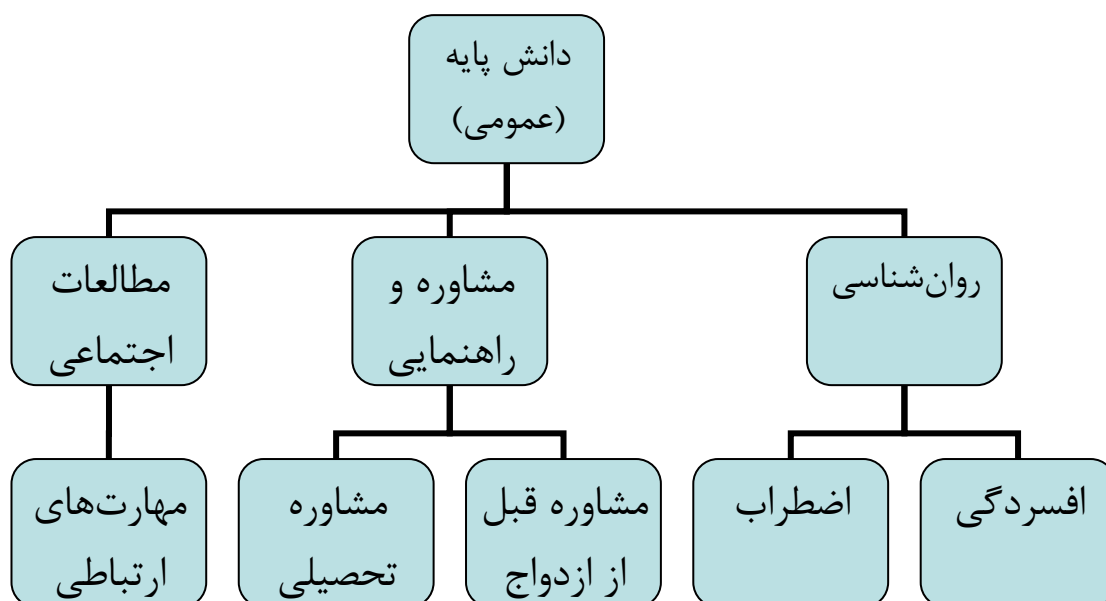 دانش پایه
(عمومی)
روان‌شناسی
مشاوره و
راهنمایی
مطالعات
اجتماعی
افسردگی
اضطراب
مشاوره قبل
از ازدواج
مشاوره
تحصیلی
مهارت‌های
ارتباطی